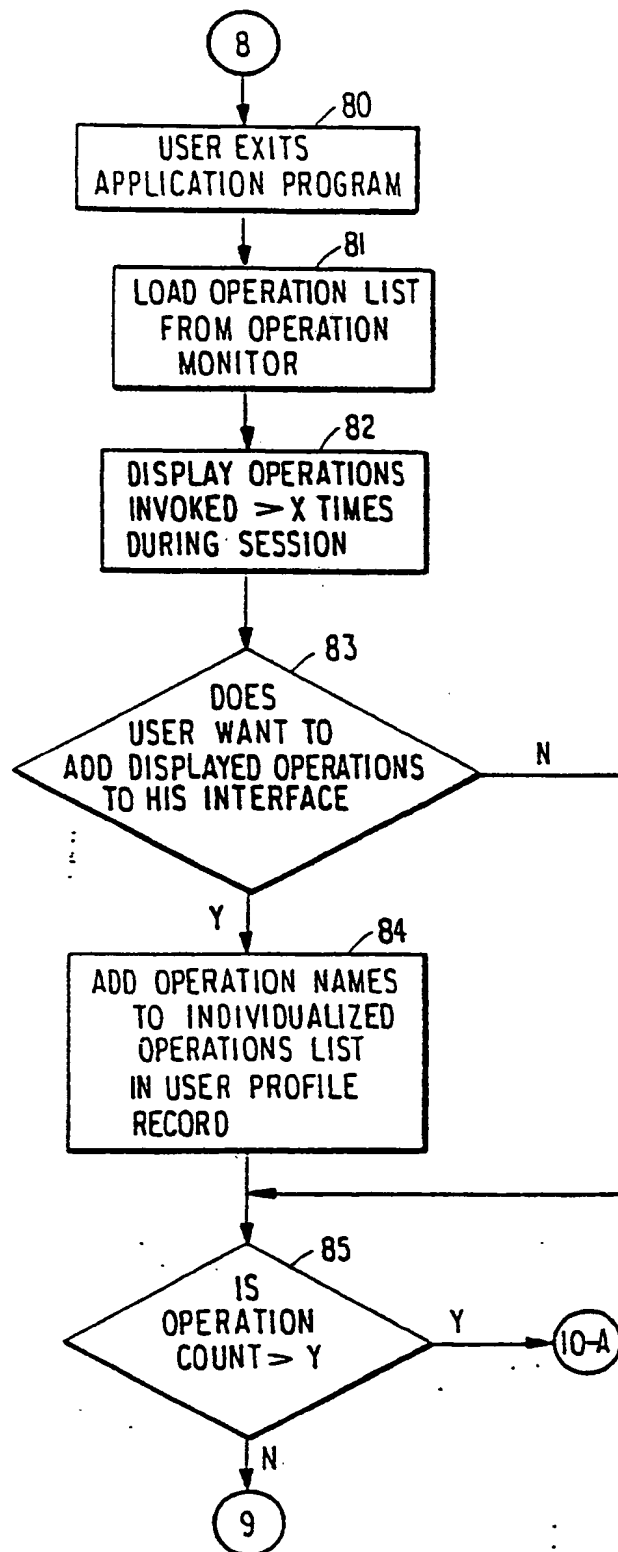 8
80
USER EXITS
APPLICATION PROGRAM
81
LOAD OPERATION LIST
FROM OPERATION
MONITOR
82
DISPLAY OPERATIONS
INVOKED > X TIMES
DURING SESSION
83
DOES
USER WANT TO
ADD DISPLAYED OPERATIONS
TO HIS INTERFACE
N
Y
84
ADD OPERATION NAMES
TO INDIVIDUALIZED
OPERATIONS LIST
IN USER PROFILE
RECORD
85
IS
OPERATION
COUNT > Y
Y
10-A
N
9